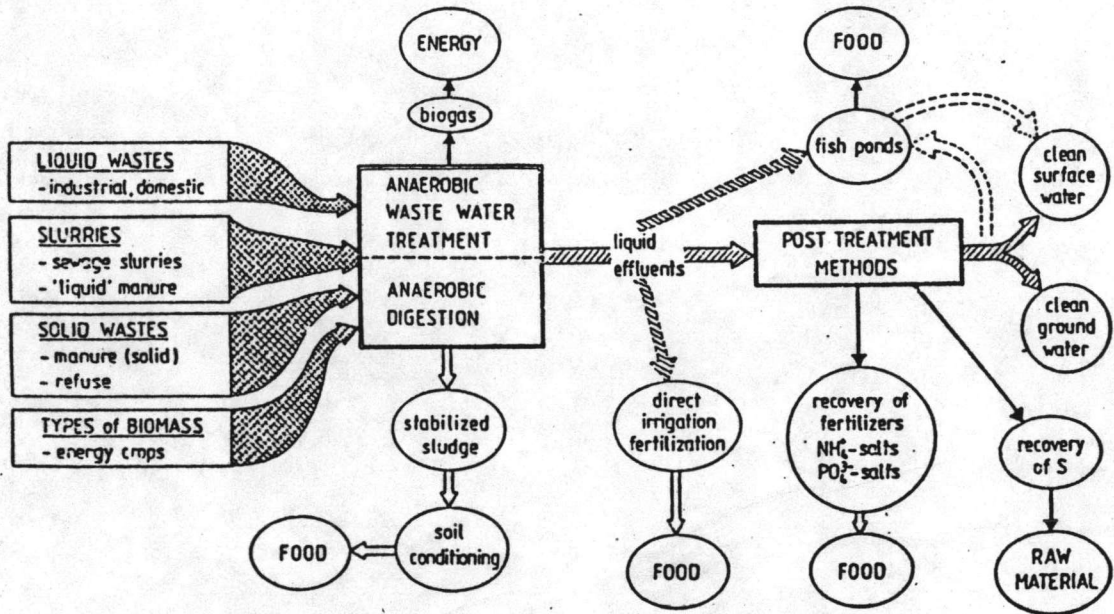 ENERGY
biogas
LIQUID WASTES
- industrial, domestic
SLURRIES
- sewage slurries
- 'liquid' manure
SOLID WASTES
- manure (solid)
- refuse
TYPES of BIOMASS
- energy crops
ANAEROBIC
WASTE WATER
TREATMENT
ANAEROBIC
DIGESTION
stabilized
sludge
soil
conditioning
FOOD
liquid
effluents
FOOD
fish ponds
clean
surface
water
POST TREATMENT
METHODS
clean
ground
water
direct
irrigation
fertilization
FOOD
recovery of
fertilizers
NH₄⁺-salts
PO₄³⁻-salts
FOOD
recovery
of S
RAW
MATERIAL